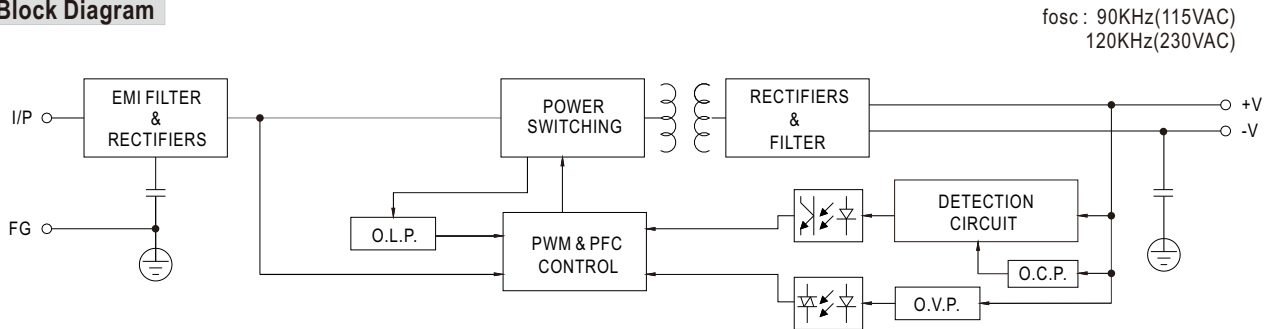 Block Diagram
fosc : 90KHz(115VAC)
120KHz(230VAC)
I/P
EMI FILTER
&
RECTIFIERS
POWER
SWITCHING
RECTIFIERS
&
FILTER
+V
-V
FG
O.L.P.
PWM & PFC
CONTROL
DETECTION
CIRCUIT
O.C.P.
O.V.P.